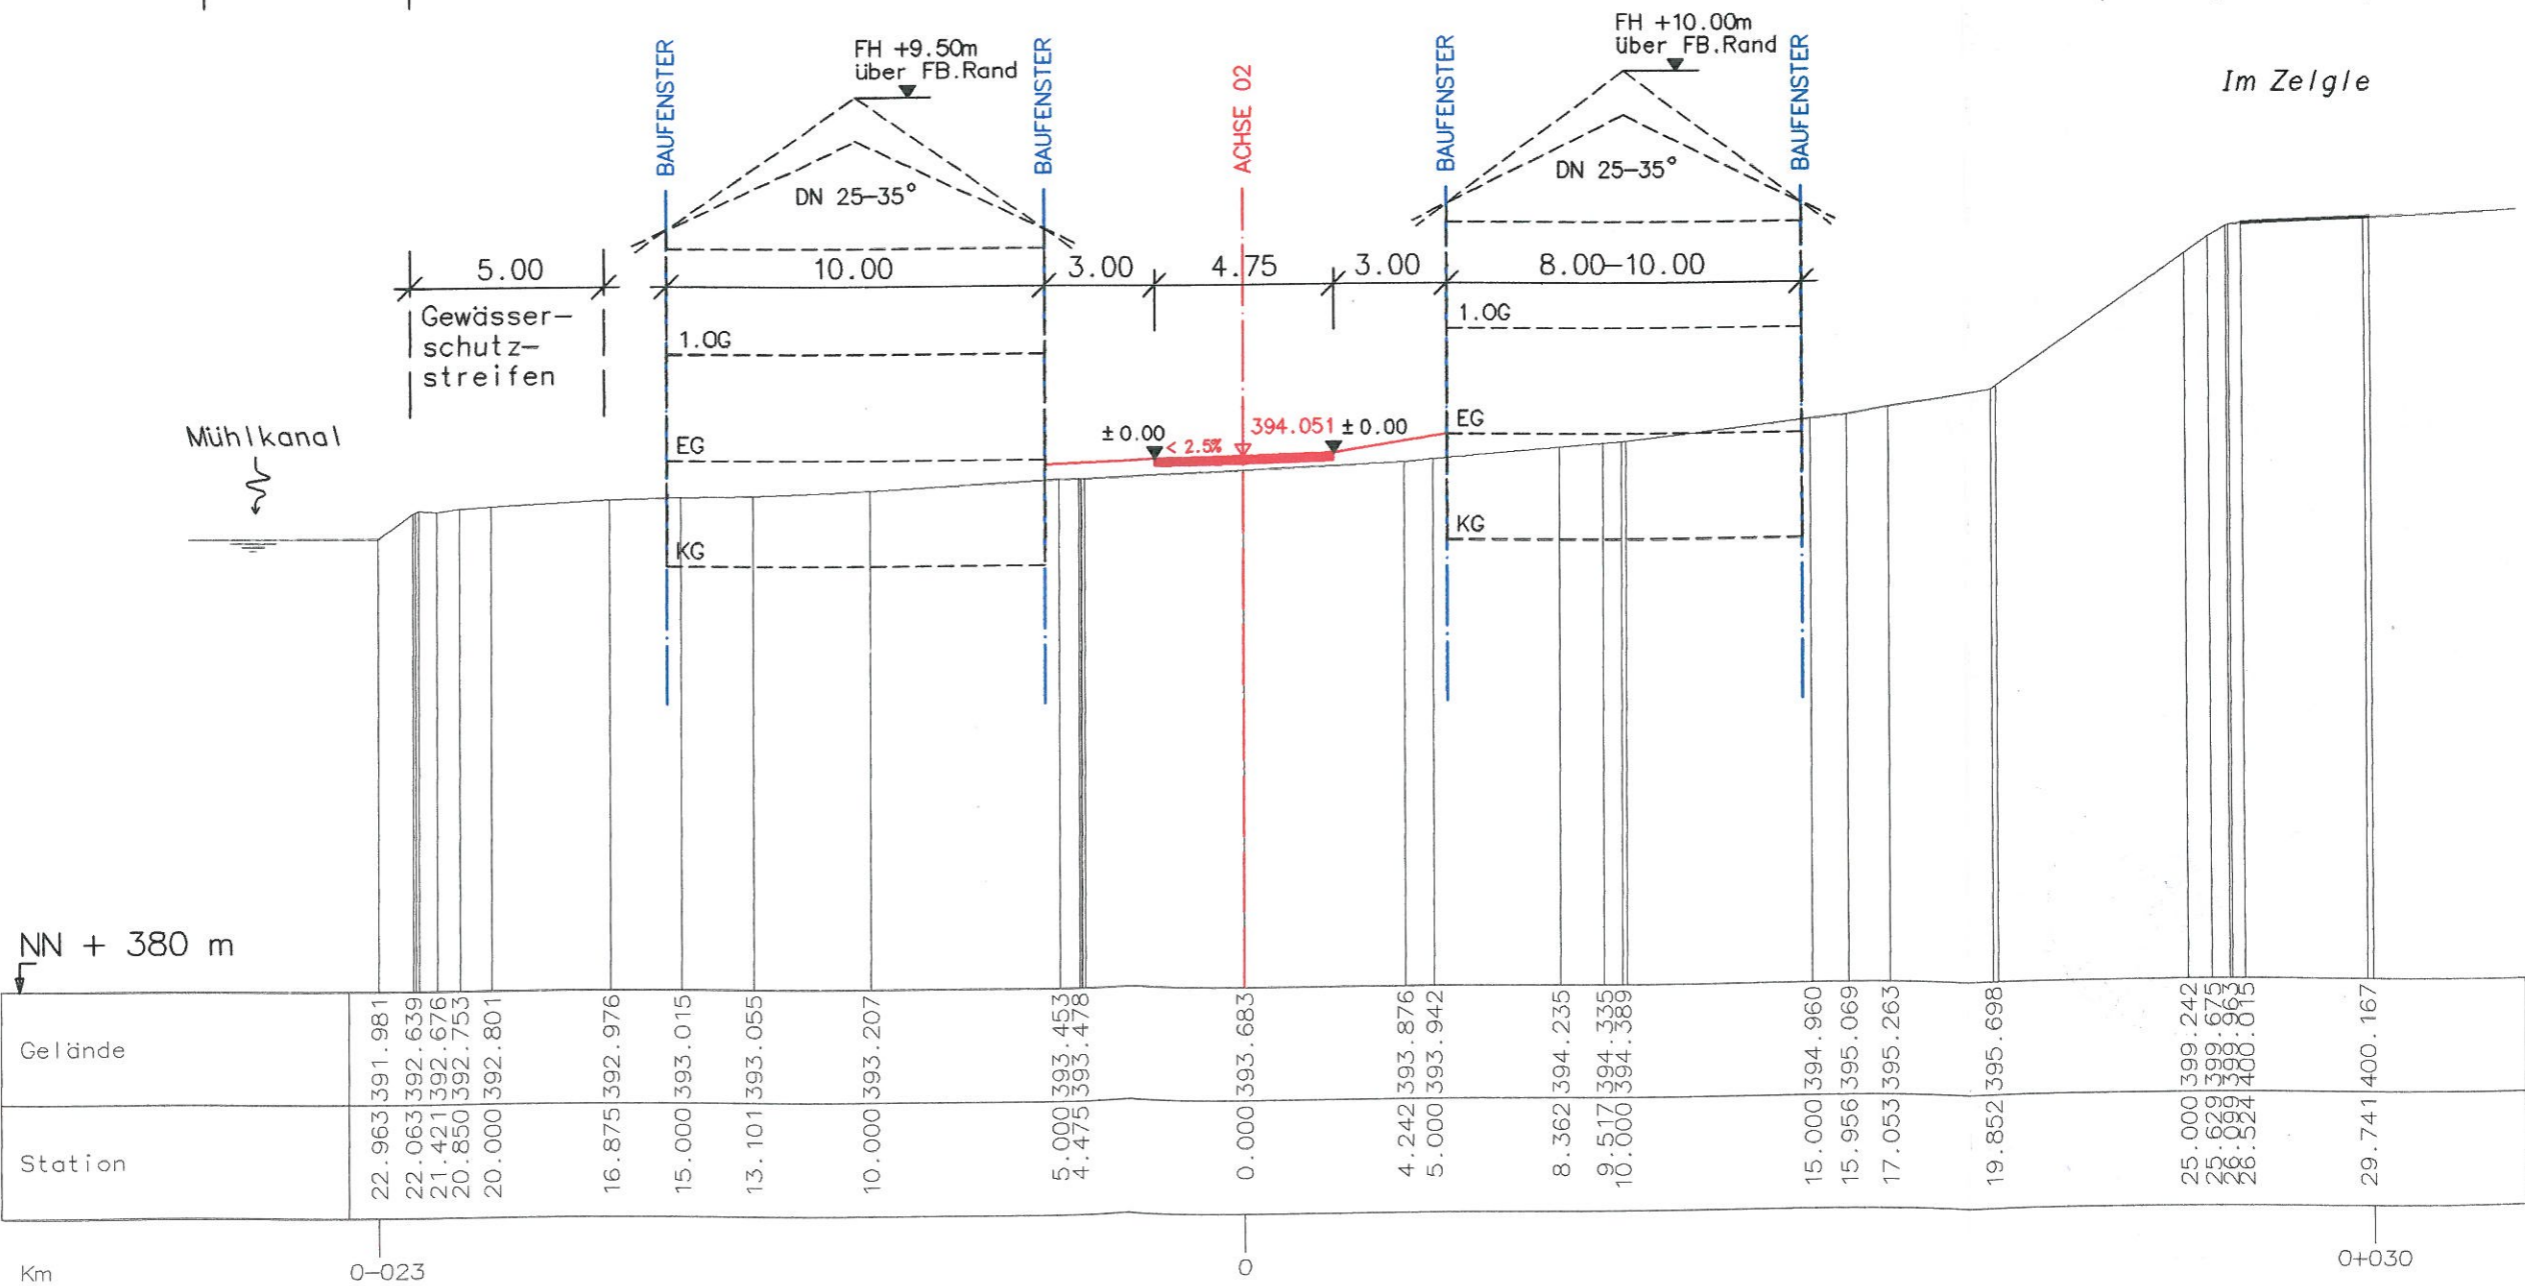 FH +10.00m
über FB.Rand
FH +9.50m
über FB.Rand
BAUFENSTER
BAUFENSTER
ACHSE 02
BAUFENSTER
BAUFENSTER
Im Zelgle
DN 25–35°
DN 25–35°
5.00
10.00
3.00
4.75
3.00
8.00–10.00
Gewässer–
schutz–
streifen
1.OG
1.OG
Mühlkanal
EG
±0.00
< 2.5%
394.051
±0.00
EG
KG
KG
NN + 380 m
Gelände
391.981
392.639
392.676
392.753
392.801
392.976
393.015
393.055
393.207
393.453
393.478
393.683
393.876
393.942
394.235
394.335
394.389
394.960
395.069
395.263
395.698
399.242
399.675
399.963
400.015
400.167
Station
22.963
22.063
21.421
20.850
20.000
16.875
15.000
13.101
10.000
5.000
4.475
0.000
4.242
5.000
8.362
9.517
10.000
15.000
15.956
17.053
19.852
25.000
25.629
26.099
26.524
29.741
Km
0–023
0
0+030